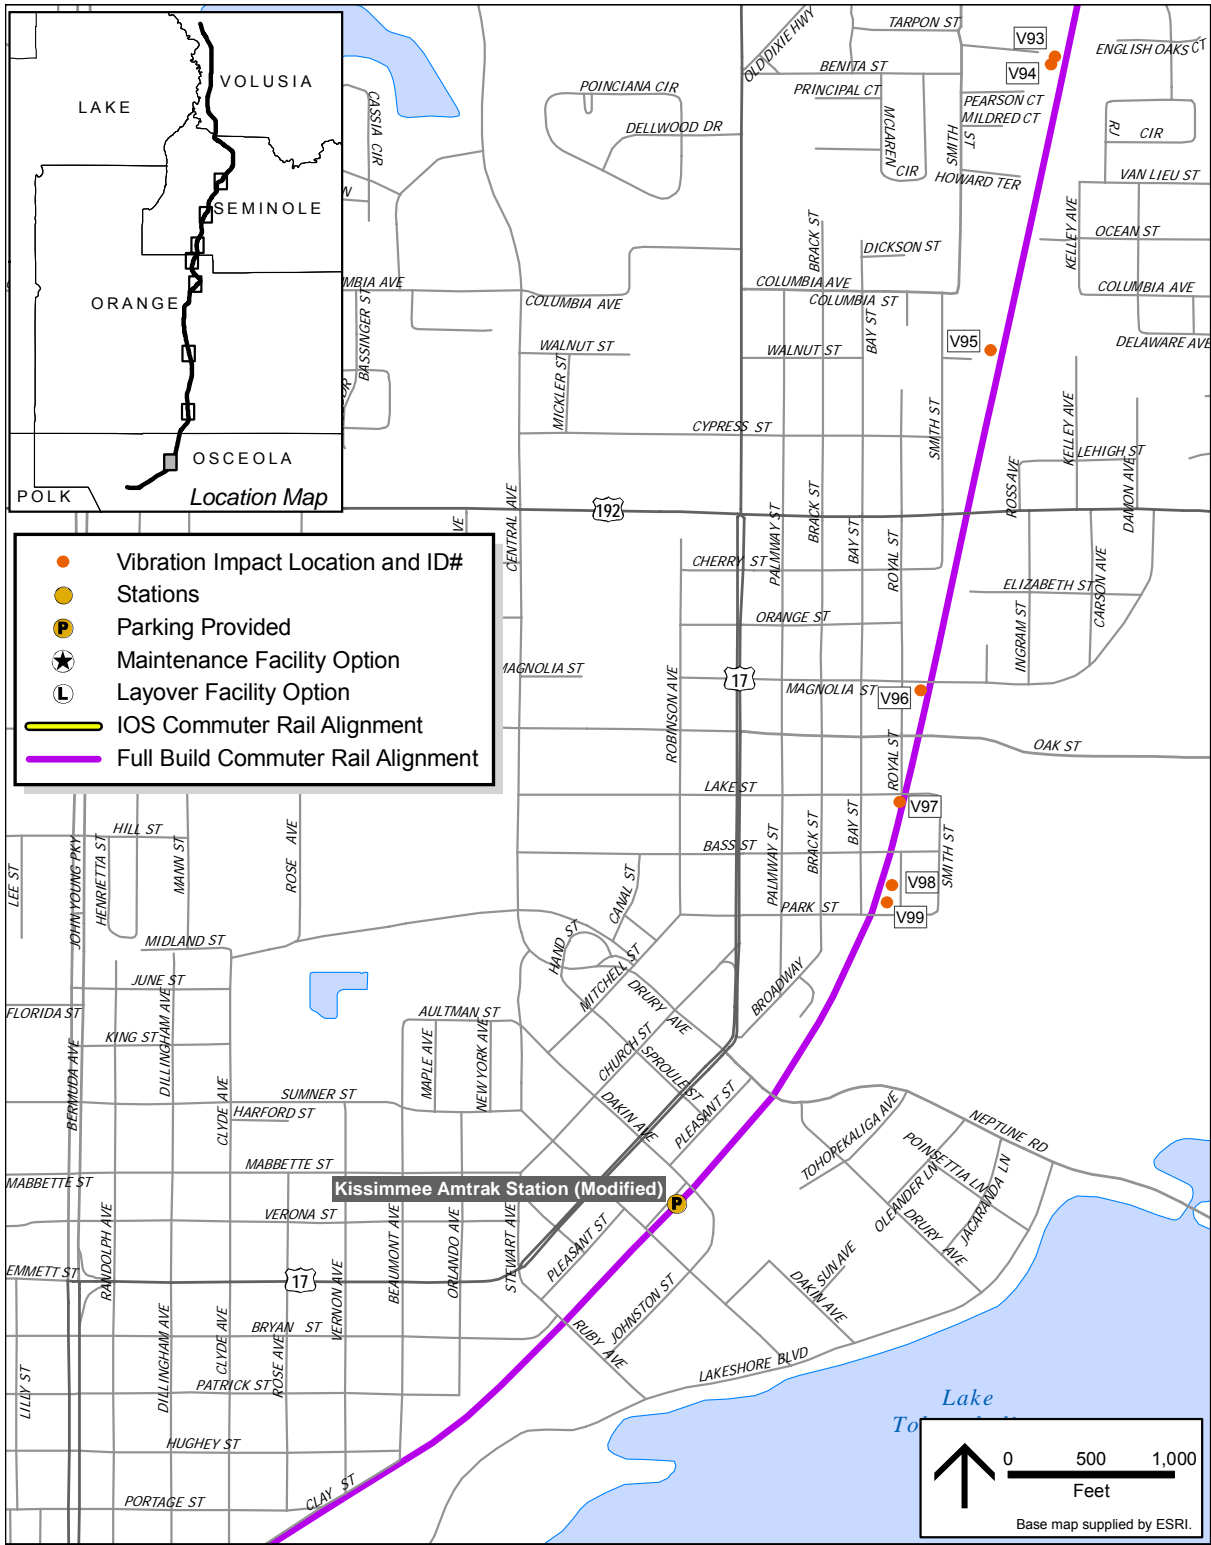 VOLUSIA
LAKE
SEMINOLE
ORANGE
OSCEOLA
POLK
Location Map
Vibration Impact Location and ID#
Stations
P Parking Provided
Maintenance Facility Option
L Layover Facility Option
IOS Commuter Rail Alignment
Full Build Commuter Rail Alignment
TARPON ST
OLD DIXIE HWY
V93
V94
ENGLISH OAKS CT
BENITA ST
POINCIANA CIR
PRINCIPAL CT
PEARSON CT
MILDRED CT
CASSIA CIR
DELLWOOD DR
MCLAREN
CIR
SMITH
ST
RJ
CIR
HOWARD TER
VAN LIEU ST
KELLEY AVE
BRACK ST
DICKSON ST
OCEAN ST
MBIA AVE
COLUMBIA AVE
COLUMBIA AVE
COLUMBIA ST
COLUMBIA AVE
BASSINGER ST
BAY ST
WALNUT ST
WALNUT ST
V95
DELAWARE AVE
MICKLER ST
DR
CYPRESS ST
SMITH ST
KELLEY AVE
LEHIGH ST
ROSS AVE
DAMON AVE
192
AVE
CENTRAL AVE
PALMWAY ST
BRACK ST
BAY ST
ROYAL ST
CHERRY ST
ELIZABETH ST
CARSON AVE
INGRAM ST
ORANGE ST
MAGNOLIA ST
ROBINSON AVE
17
MAGNOLIA ST
V96
OAK ST
ROYAL ST
LAKE ST
V97
HILL ST
LEE ST
JOHN YOUNG PKY
HENRIETTA ST
MANN ST
ROSE AVE
BASS ST
PALMWAY ST
BRACK ST
BAY ST
SMITH ST
V98
CANAL ST
PARK ST
V99
MIDLAND ST
HAND ST
MITCHELL ST
JUNE ST
DRURY AVE
BROADWAY
FLORIDA ST
AULTMAN ST
KING ST
DILLINGHAM AVE
BERMUDA AVE
MAPLE AVE
NEW YORK AVE
CHURCH ST
SPROULE ST
PLEASANT ST
DAKIN AVE
SUMNER ST
HARFORD ST
CLYDE AVE
TOHOPEKALIGA AVE
NEPTUNE RD
POINSETTIA LN
OLEANDER LN
JACARANDA LN
DRURY AVE
MABBETTE ST
MABBETTE ST
Kissimmee Amtrak Station (Modified)
P
VERONA ST
RANDOLPH AVE
BEAUMONT AVE
ORLANDO AVE
STEWART AVE
PLEASANT ST
SUN AVE
DAKIN AVE
EMMETT ST
17
VERNON AVE
JOHNSTON ST
RUBY AVE
BRYAN ST
DILLINGHAM AVE
CLYDE AVE
ROSE AVE
LAKESHORE BLVD
PATRICK ST
LILLY ST
HUGHEY ST
CLAY ST
PORTAGE ST
Lake
0 500 1,000
Feet
Base map supplied by ESRI.